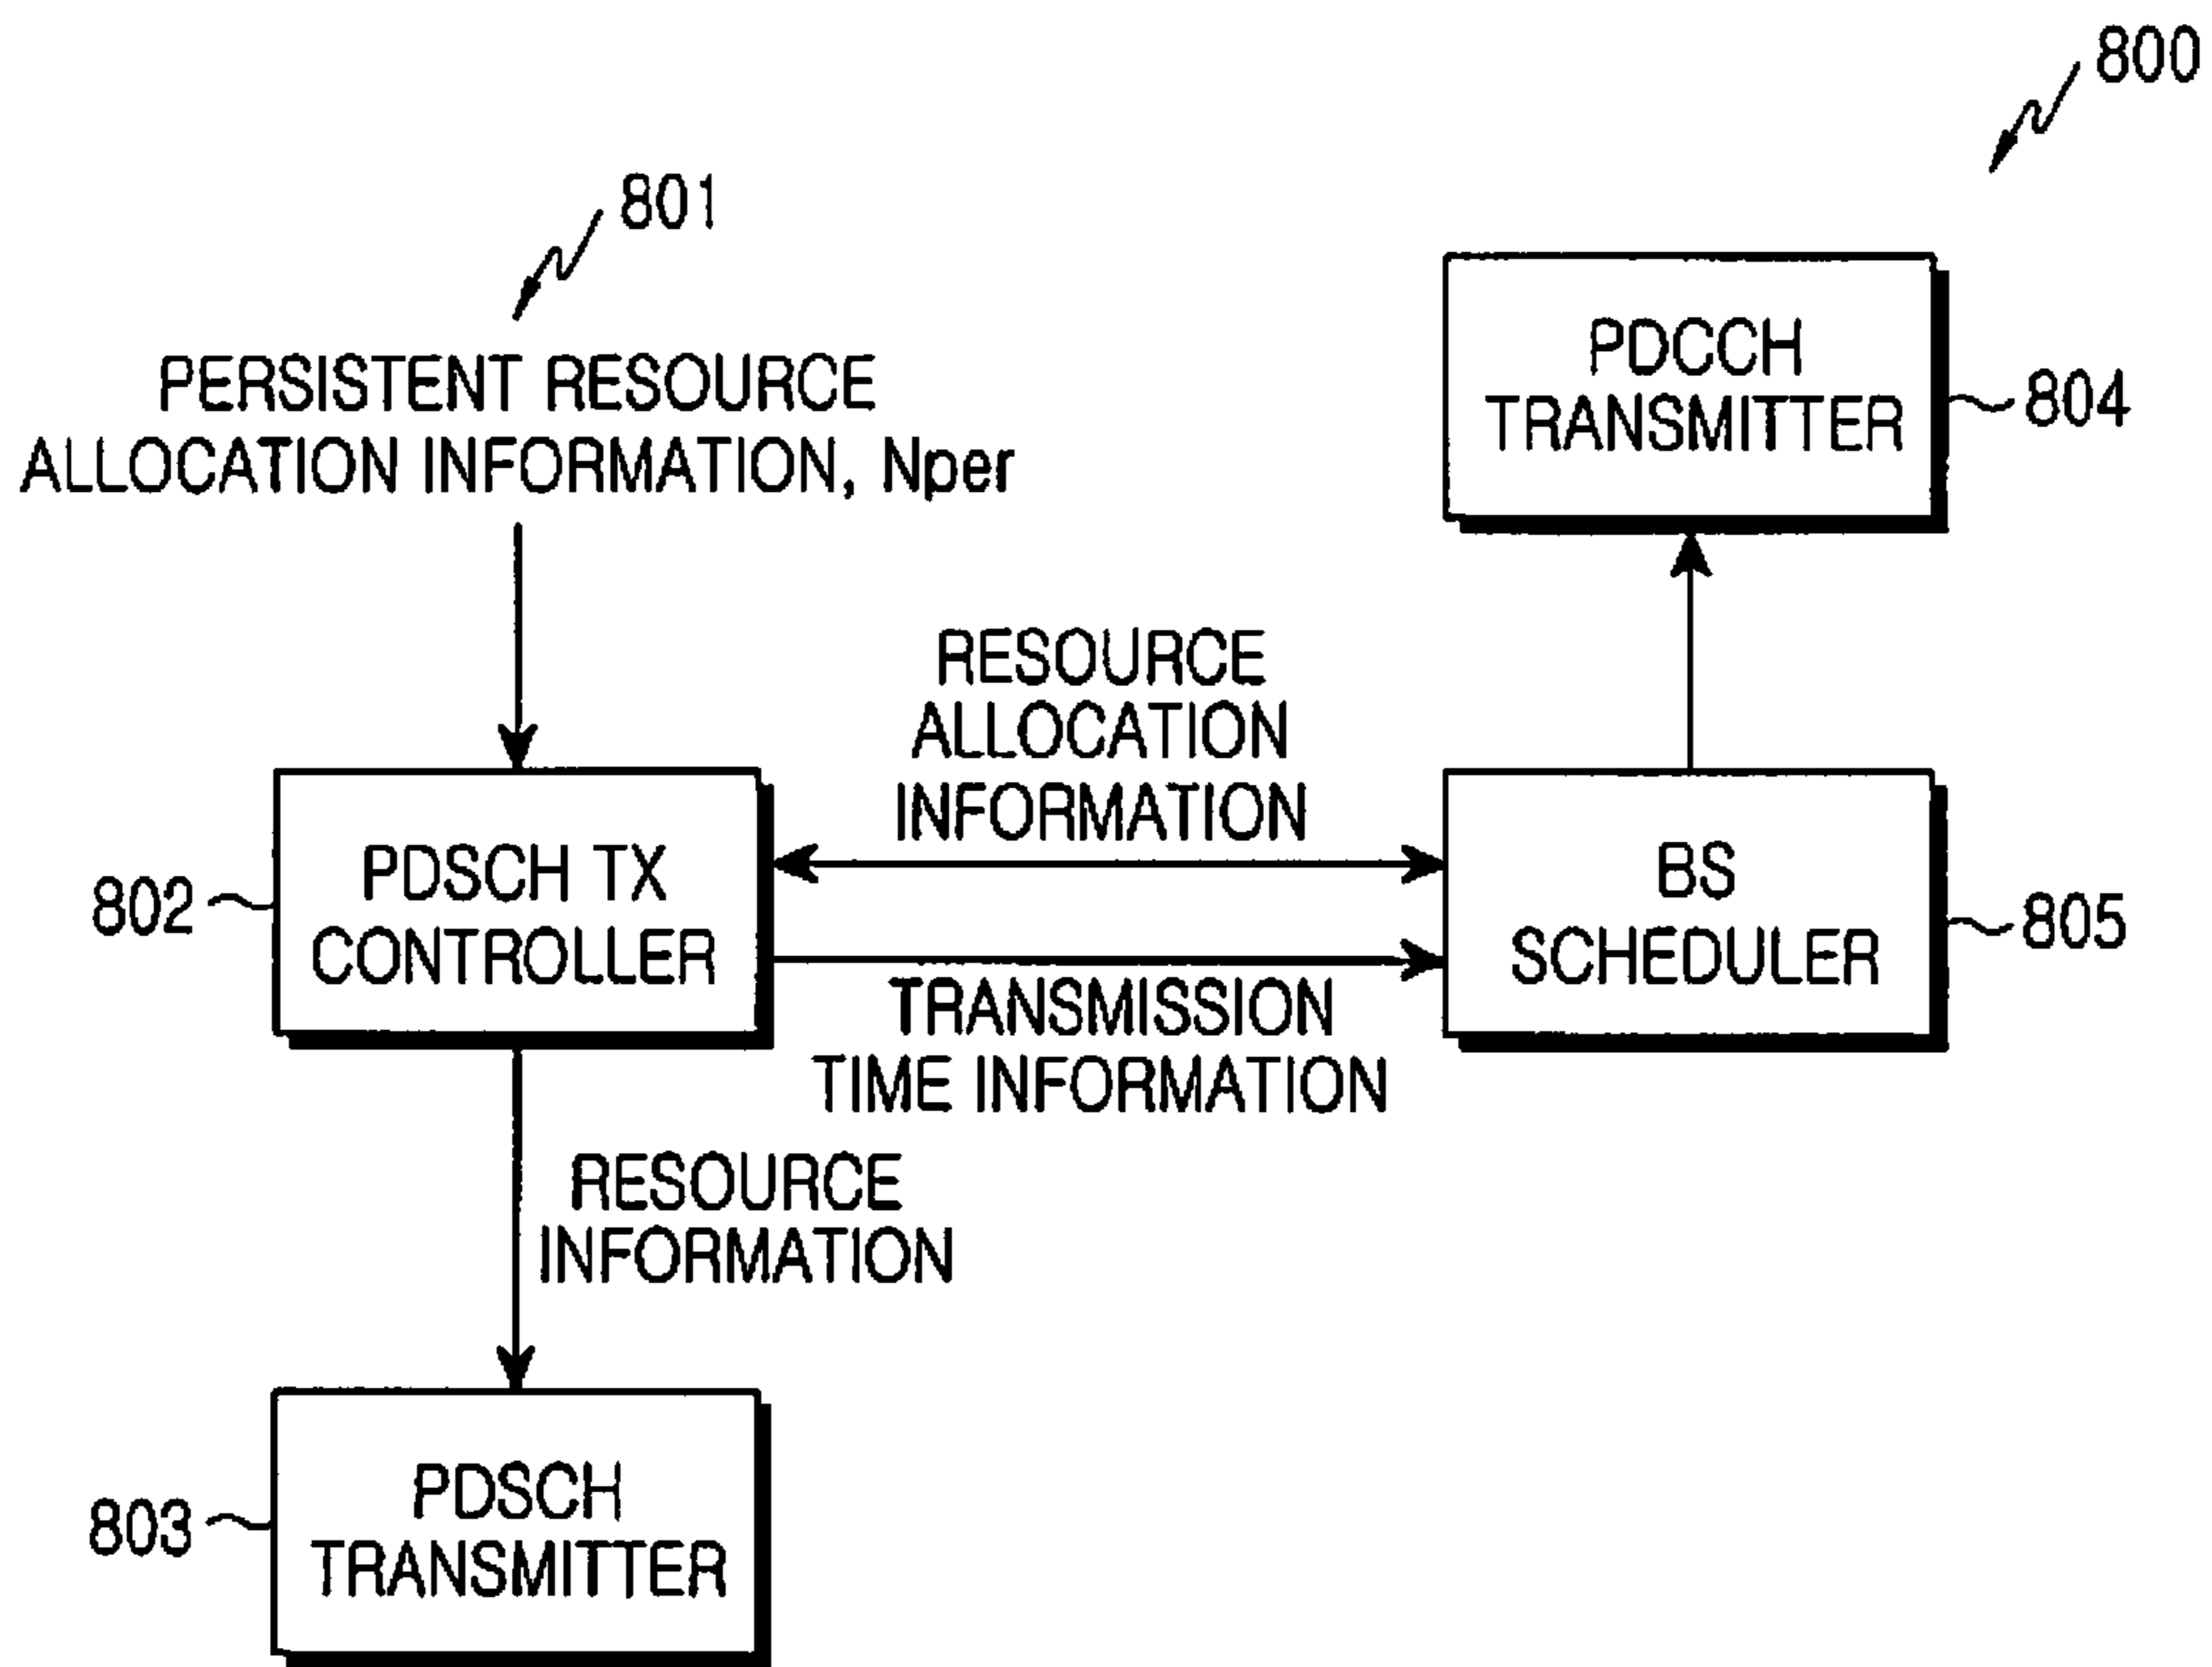 800
801
PERSISTENT RESOURCE
ALLOCATION INFORMATION, Nper
PDCCH
TRANSMITTER
804
RESOURCE
ALLOCATION
INFORMATION
802
PDSCH TX
CONTROLLER
BS
SCHEDULER
805
TRANSMISSION
TIME INFORMATION
RESOURCE
INFORMATION
803
PDSCH
TRANSMITTER